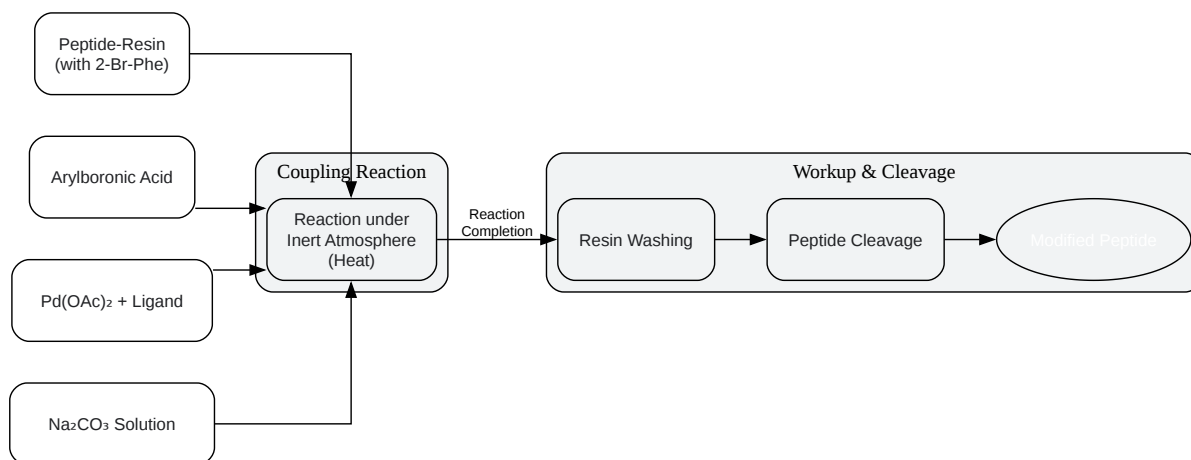 Peptide-Resin
(with 2-Br-Phe)
Arylboronic Acid
Pd(OAc)₂ + Ligand
Na₂CO₃ Solution
Coupling Reaction
Reaction under
Inert Atmosphere
(Heat)
Reaction
Completion
Workup & Cleavage
Resin Washing
Peptide Cleavage
Modified Peptide